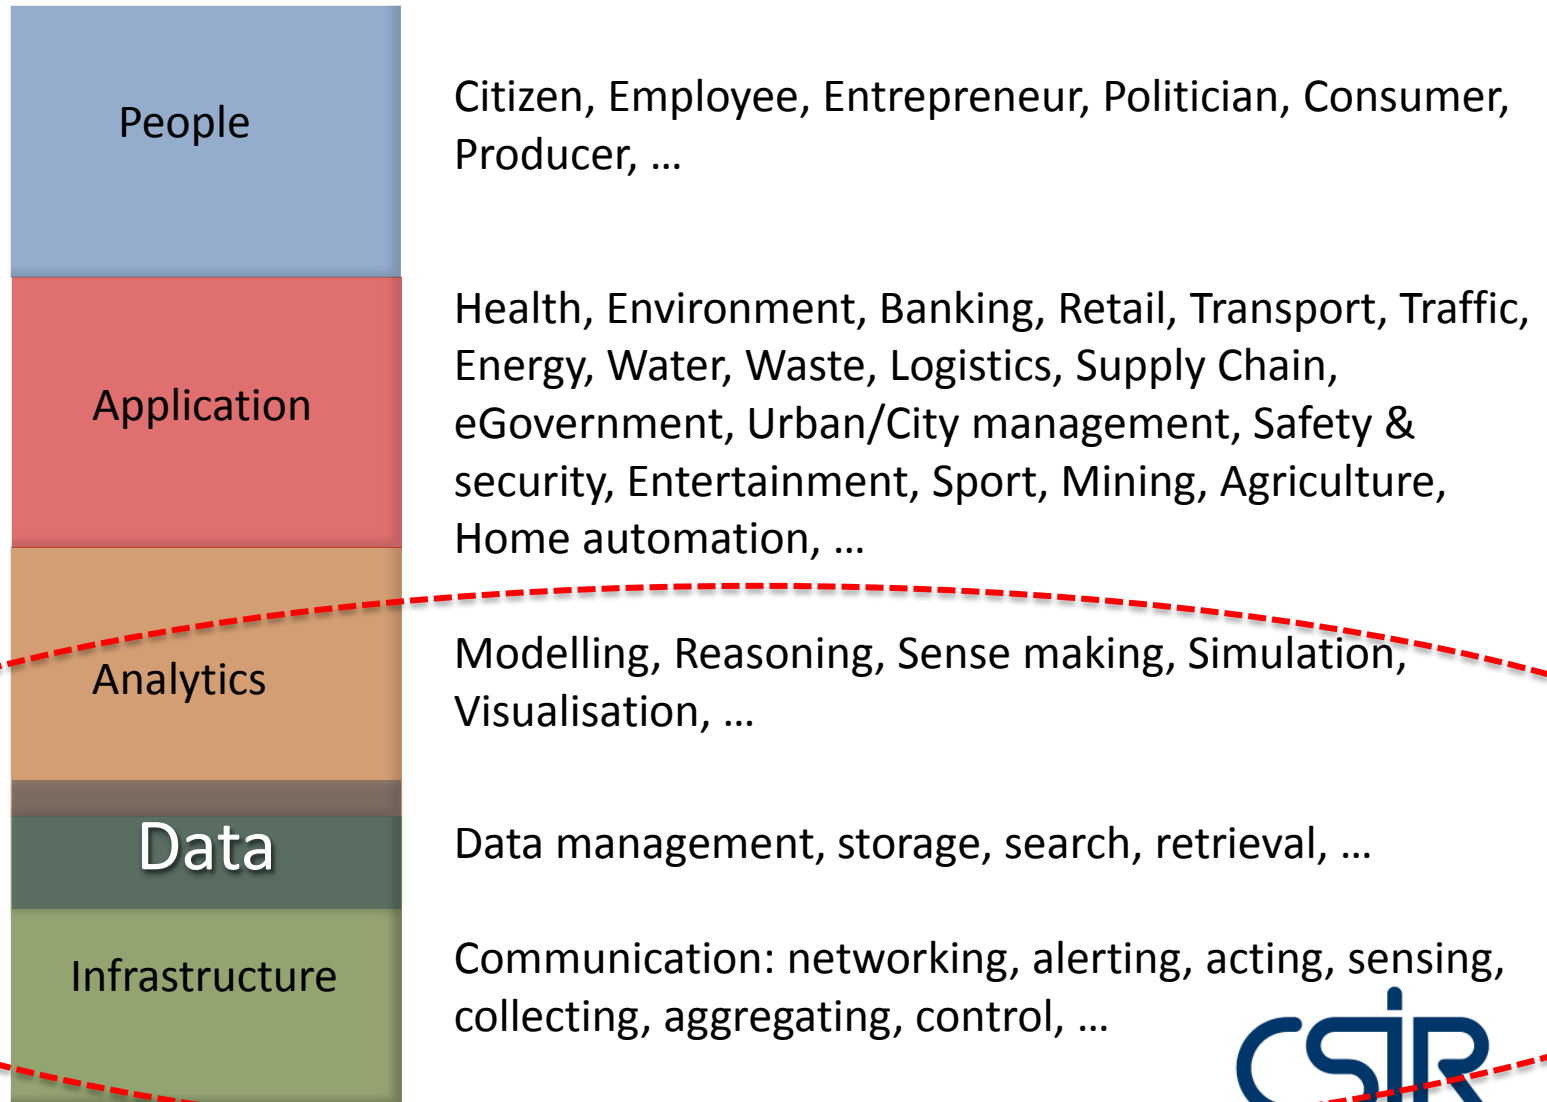 People
Citizen, Employee, Entrepreneur, Politician, Consumer,
Producer, …
Application
Health, Environment, Banking, Retail, Transport, Traffic,
Energy, Water, Waste, Logistics, Supply Chain,
eGovernment, Urban/City management, Safety &
security, Entertainment, Sport, Mining, Agriculture,
Home automation, …
Analytics
Modelling, Reasoning, Sense making, Simulation,
Visualisation, …
Data
Data management, storage, search, retrieval, …
Infrastructure
Communication: networking, alerting, acting, sensing,
collecting, aggregating, control, …
CSIR